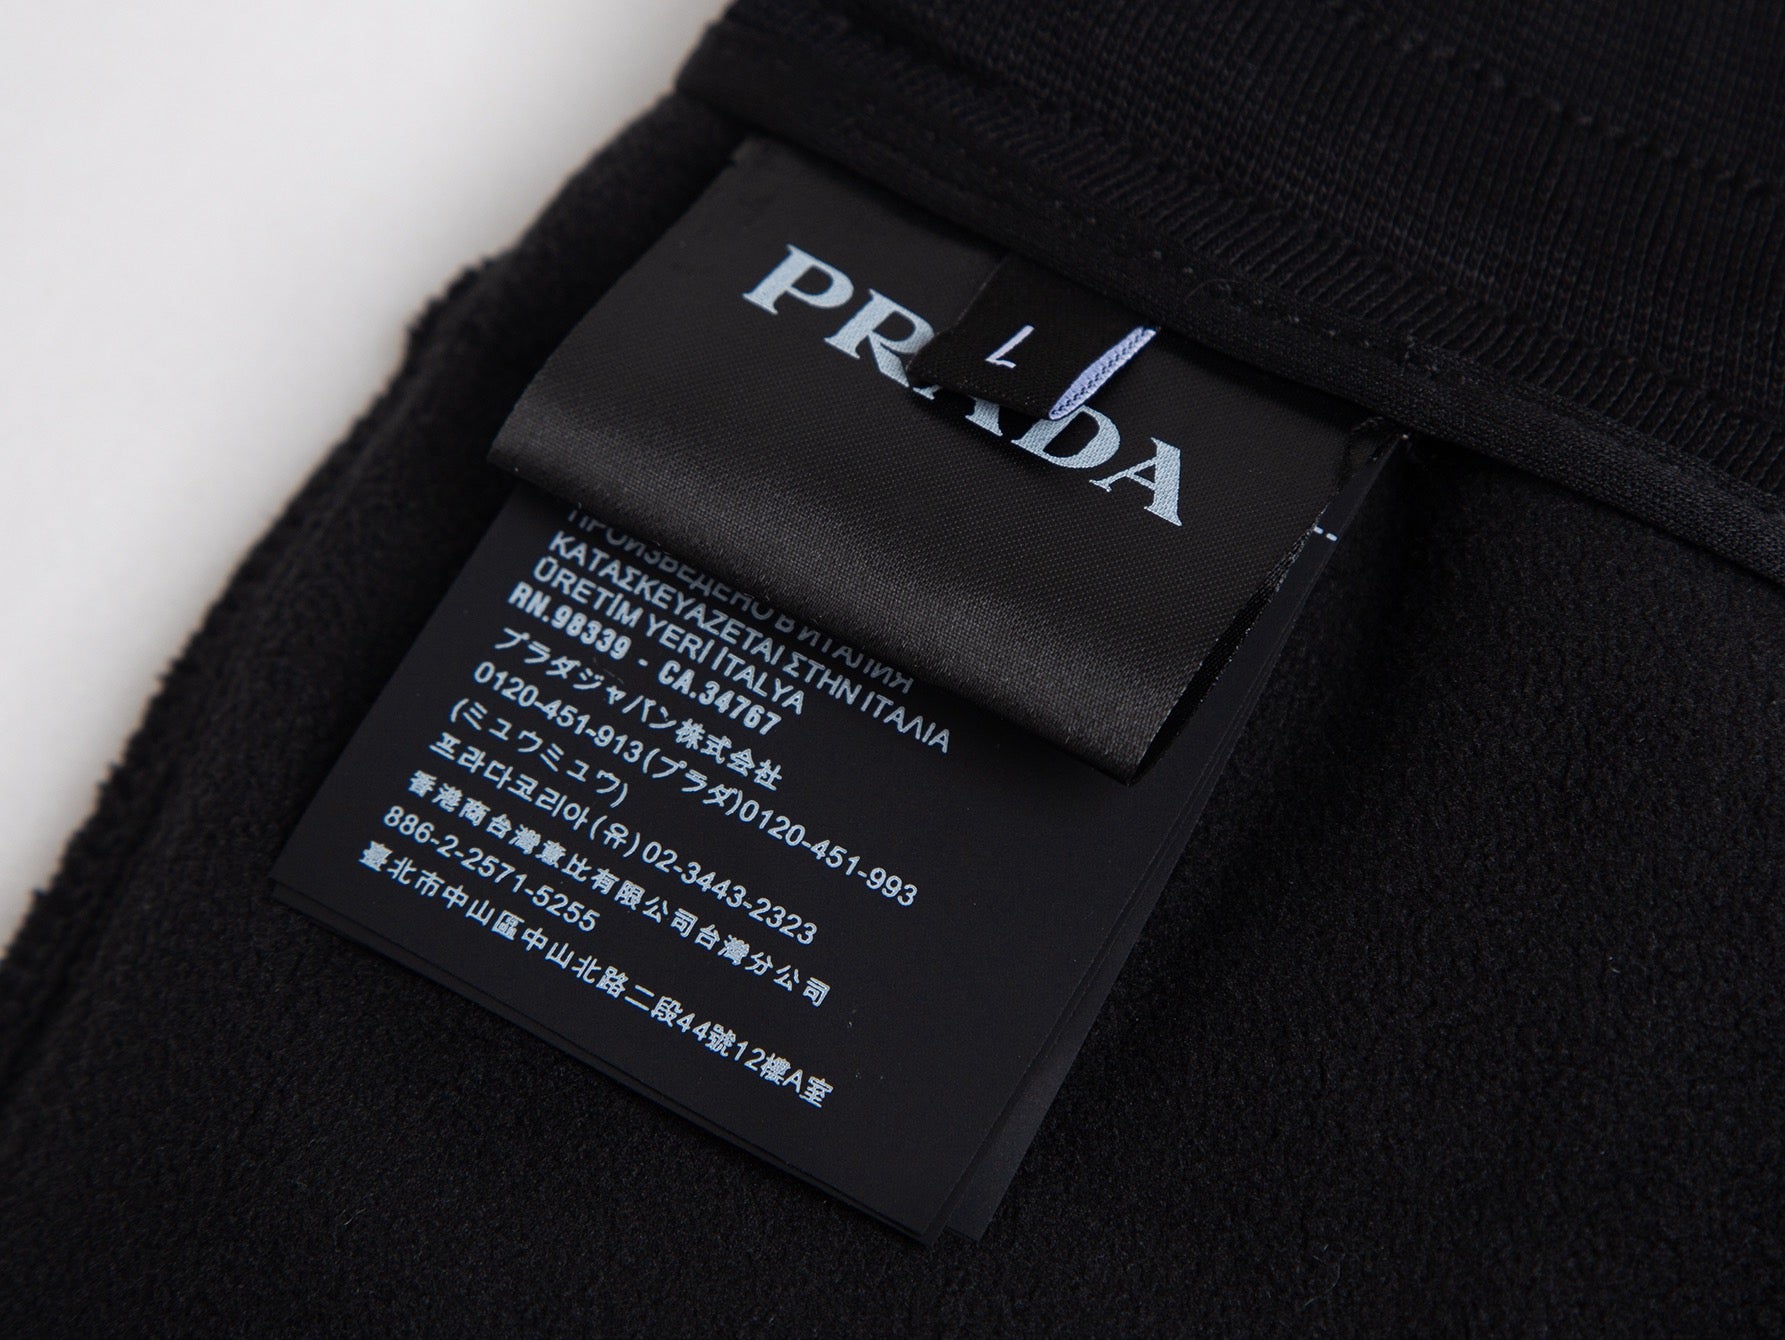 PRADA
L
ПРОИЗВЕДЕНО В ИТАЛИЯ
ΚΑΤΑΣΚΕΥΑΖΕΤΑΙ ΣΤΗΝ ΙΤΑΛΙΑ
ÜRETİM YERİ İTALYA
RN.98339 - CA.34767
プラダジャパン株式会社
0120-451-913(プラダ)0120-451-993
(ミュウミュウ)
프라다코리아(유)02-3443-2323
香港商台灣意比有限公司台灣分公司
886-2-2571-5255
臺北市中山區中山北路二段44號12樓A室